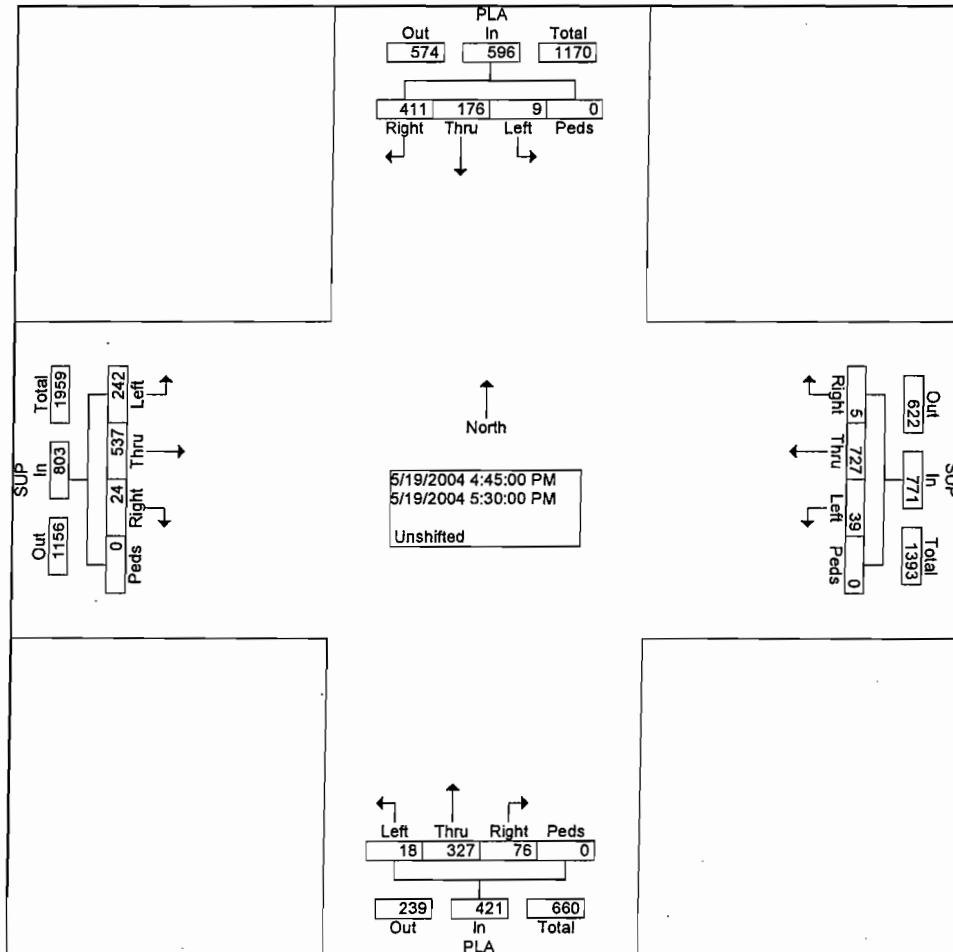 PLA
Out In Total
574 596 1170
411 176 9 0
Right Thru Left Peds
SUP
Total In Out
1959 803 1156
242 537 24 0
Left Thru Right Peds
North
5/19/2004 4:45:00 PM
5/19/2004 5:30:00 PM
Unshifted
Right Thru Left Peds
5 727 39 0
Out In Total
622 771 1393
SUP
Left Thru Right Peds
18 327 76 0
239 421 660
Out In Total
PLA